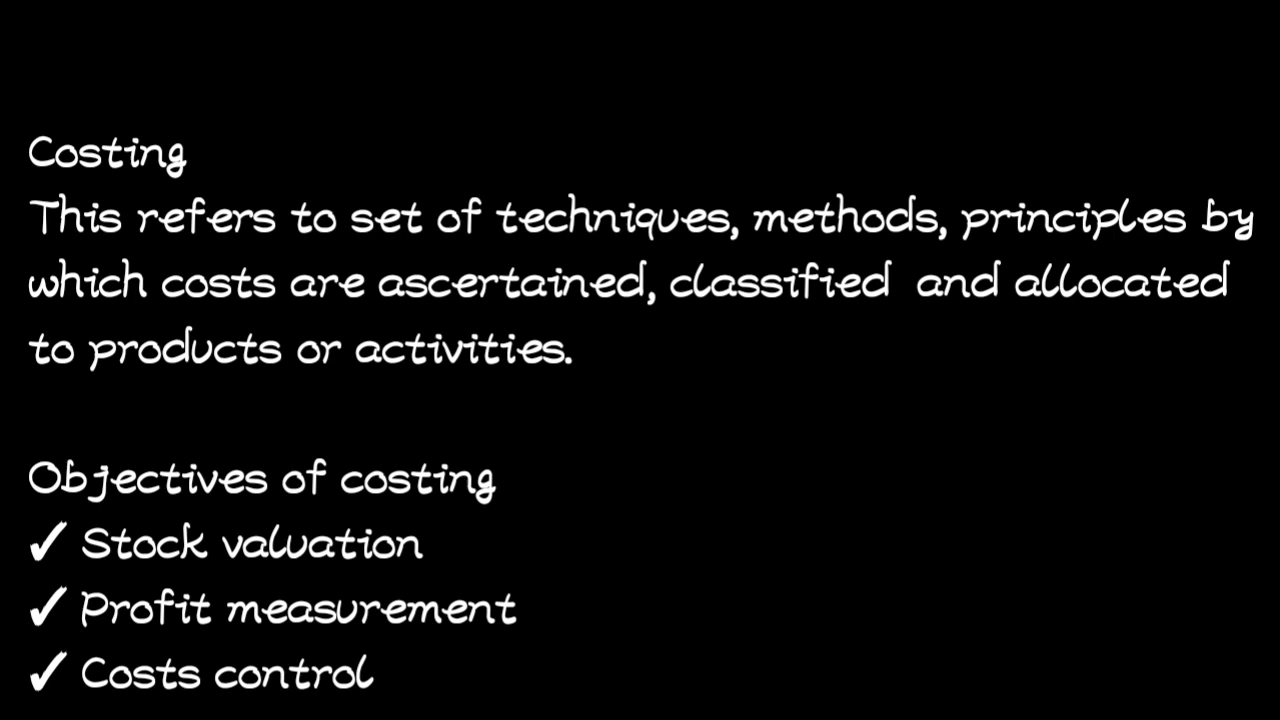 Costing
This refers to set of techniques, methods, principles by
which costs are ascertained, classified  and allocated
to products or activities.
Objectives of costing
✓ Stock valuation
✓ Profit measurement
✓ Costs control